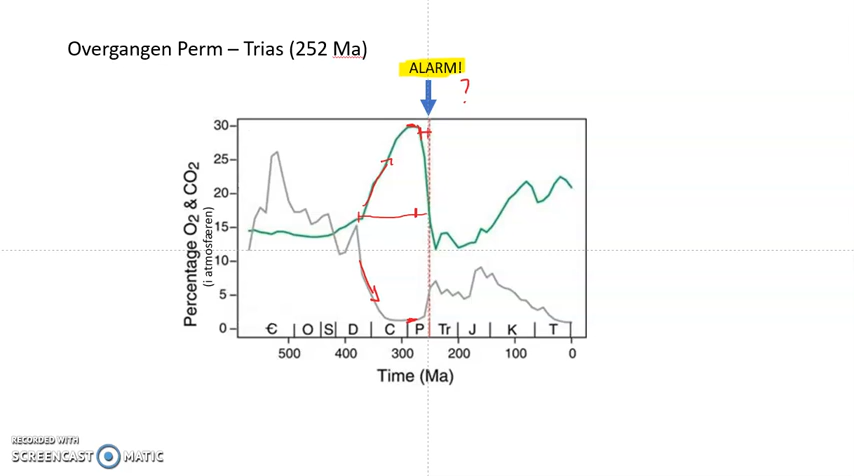 Overgangen Perm – Trias (252 Ma)
ALARM!
?
Percentage O2 & CO2
(i atmosfæren)
30
25
20
15
10
5
0
Є O S D C P Tr J K T
500 400 300 200 100 0
Time (Ma)
RECORDED WITH
SCREENCAST MATIC